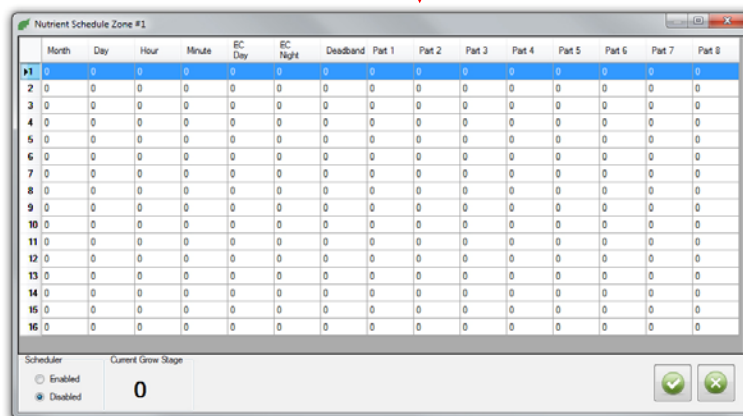 Nutrient Schedule Zone #1
Month Day Hour Minute EC Day EC Night Deadband Part 1 Part 2 Part 3 Part 4 Part 5 Part 6 Part 7 Part 8
1 0 0 0 0 0 0 0 0 0 0 0 0 0 0 0
2 0 0 0 0 0 0 0 0 0 0 0 0 0 0 0
3 0 0 0 0 0 0 0 0 0 0 0 0 0 0 0
4 0 0 0 0 0 0 0 0 0 0 0 0 0 0 0
5 0 0 0 0 0 0 0 0 0 0 0 0 0 0 0
6 0 0 0 0 0 0 0 0 0 0 0 0 0 0 0
7 0 0 0 0 0 0 0 0 0 0 0 0 0 0 0
8 0 0 0 0 0 0 0 0 0 0 0 0 0 0 0
9 0 0 0 0 0 0 0 0 0 0 0 0 0 0 0
10 0 0 0 0 0 0 0 0 0 0 0 0 0 0 0
11 0 0 0 0 0 0 0 0 0 0 0 0 0 0 0
12 0 0 0 0 0 0 0 0 0 0 0 0 0 0 0
13 0 0 0 0 0 0 0 0 0 0 0 0 0 0 0
14 0 0 0 0 0 0 0 0 0 0 0 0 0 0 0
15 0 0 0 0 0 0 0 0 0 0 0 0 0 0 0
16 0 0 0 0 0 0 0 0 0 0 0 0 0 0 0
Scheduler Current Grow Stage
Enabled
Disabled 0